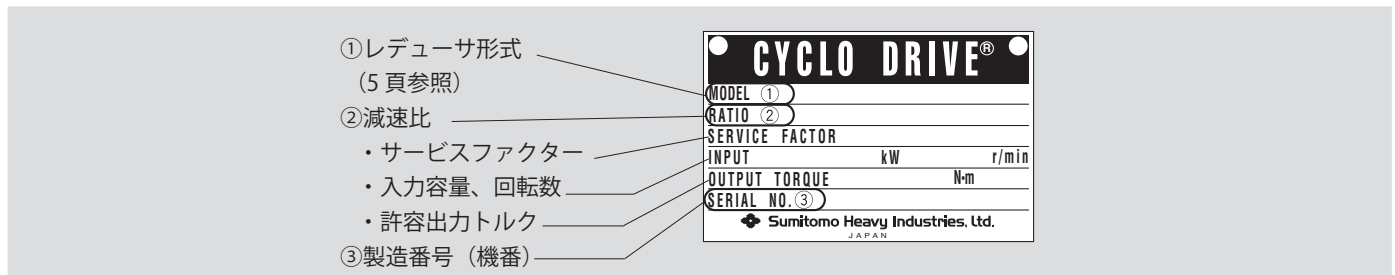 ①レデューサ形式
（5 頁参照）
②減速比
・サービスファクター
・入力容量、回転数
・許容出力トルク
③製造番号（機番）
CYCLO DRIVE®
MODEL ①
RATIO ②
SERVICE FACTOR
INPUT kW r/min
OUTPUT TORQUE N•m
SERIAL NO.③
Sumitomo Heavy Industries, Ltd.
JAPAN